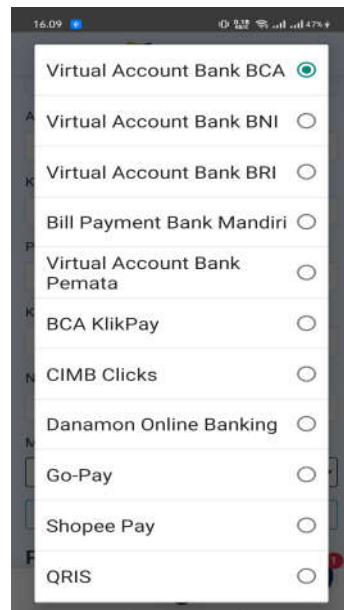 16.09
47%
Virtual Account Bank BCA
Virtual Account Bank BNI
Virtual Account Bank BRI
Bill Payment Bank Mandiri
Virtual Account Bank
Pemata
BCA KlikPay
CIMB Clicks
Danamon Online Banking
Go-Pay
Shopee Pay
QRIS